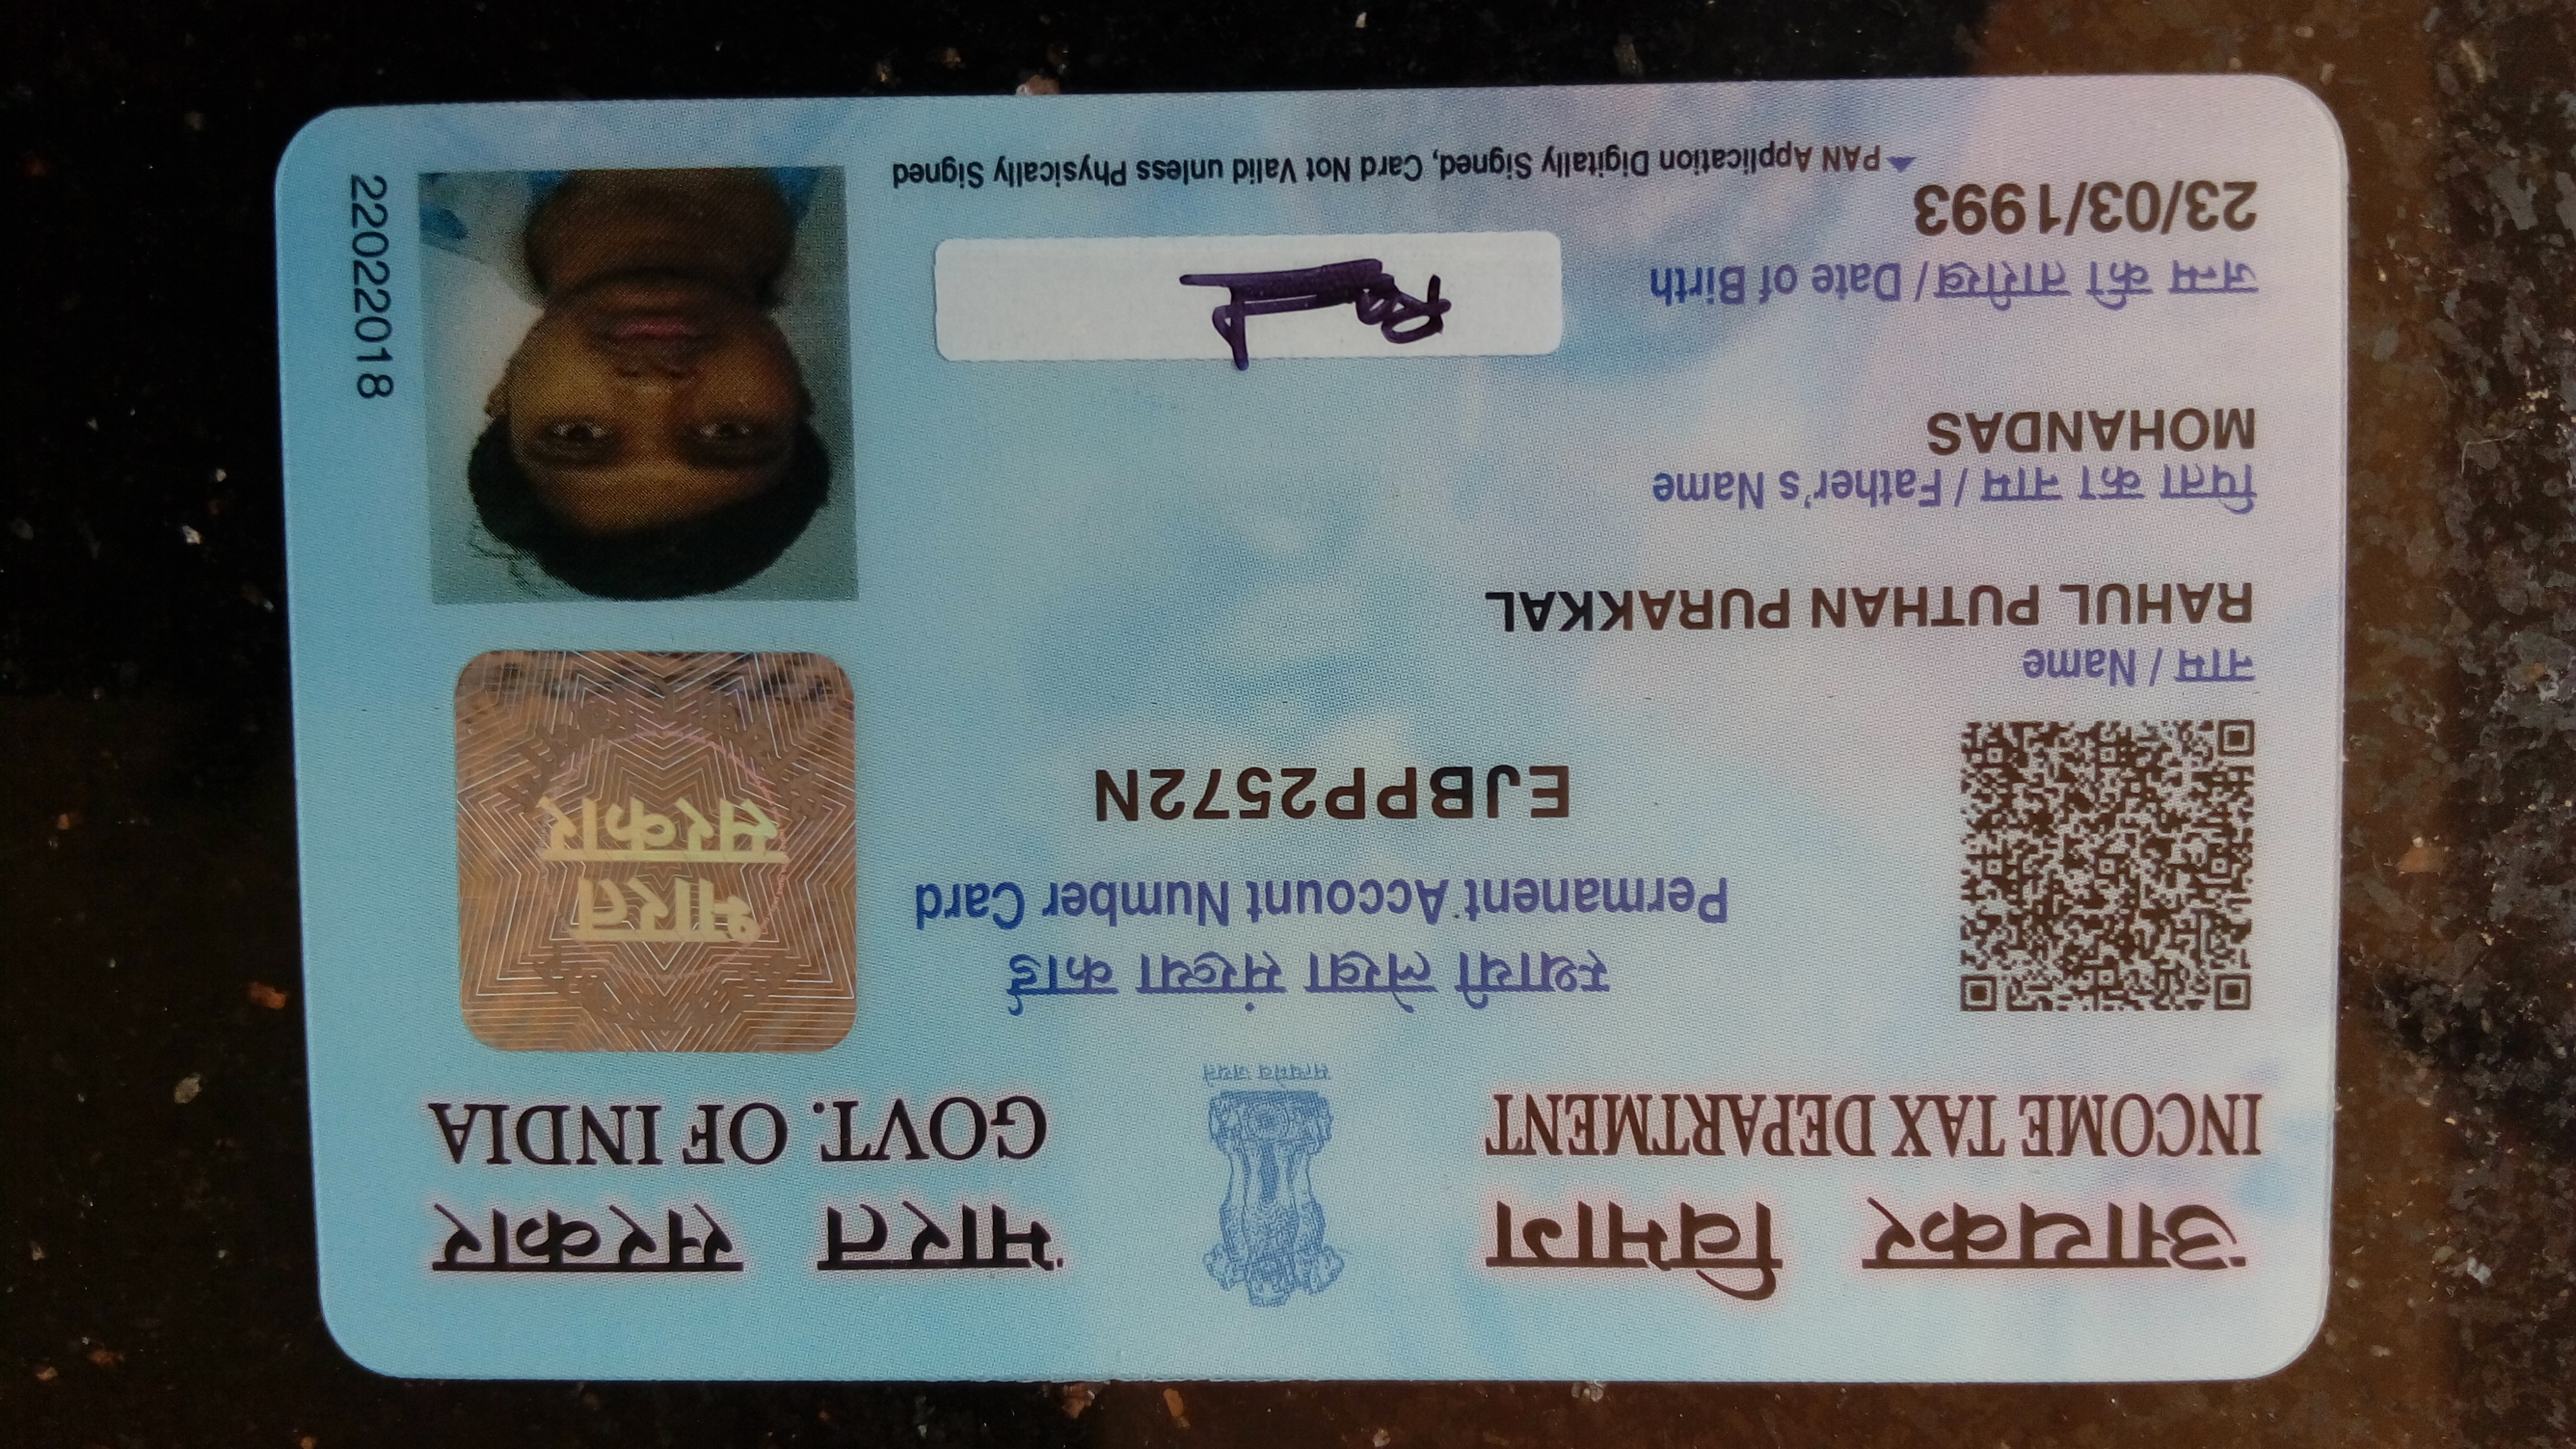 आयकर विभाग
INCOME TAX DEPARTMENT
सत्यमेव जयते
भारत सरकार
GOVT. OF INDIA
स्थायी लेखा संख्या कार्ड
Permanent Account Number Card
EJBPP2572N
भारत
सरकार
नाम / Name
RAHUL PUTHAN PURAKKAL
पिता का नाम / Father's Name
MOHANDAS
जन्म की तारीख / Date of Birth
23/03/1993
PAN Application Digitally Signed, Card Not Valid unless Physically Signed
22022018